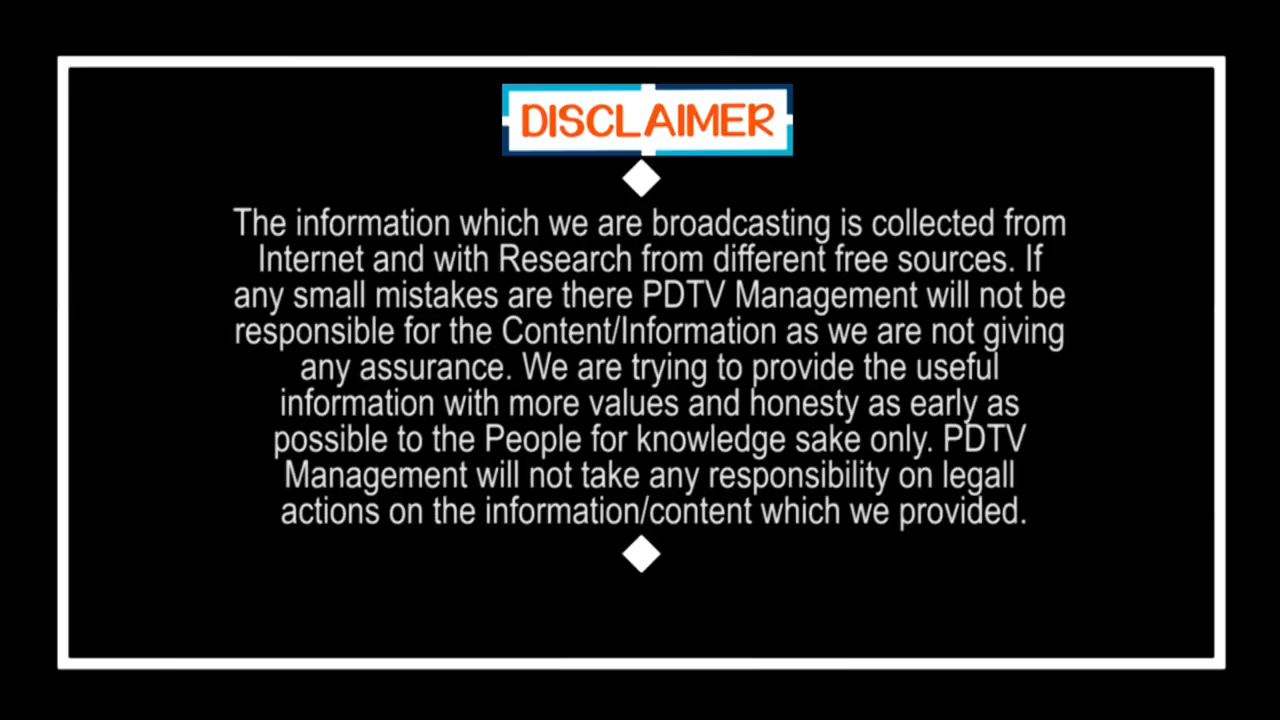 DISCLAIMER
The information which we are broadcasting is collected from
Internet and with Research from different free sources. If
any small mistakes are there PDTV Management will not be
responsible for the Content/Information as we are not giving
any assurance. We are trying to provide the useful
information with more values and honesty as early as
possible to the People for knowledge sake only. PDTV
Management will not take any responsibility on legall
actions on the information/content which we provided.